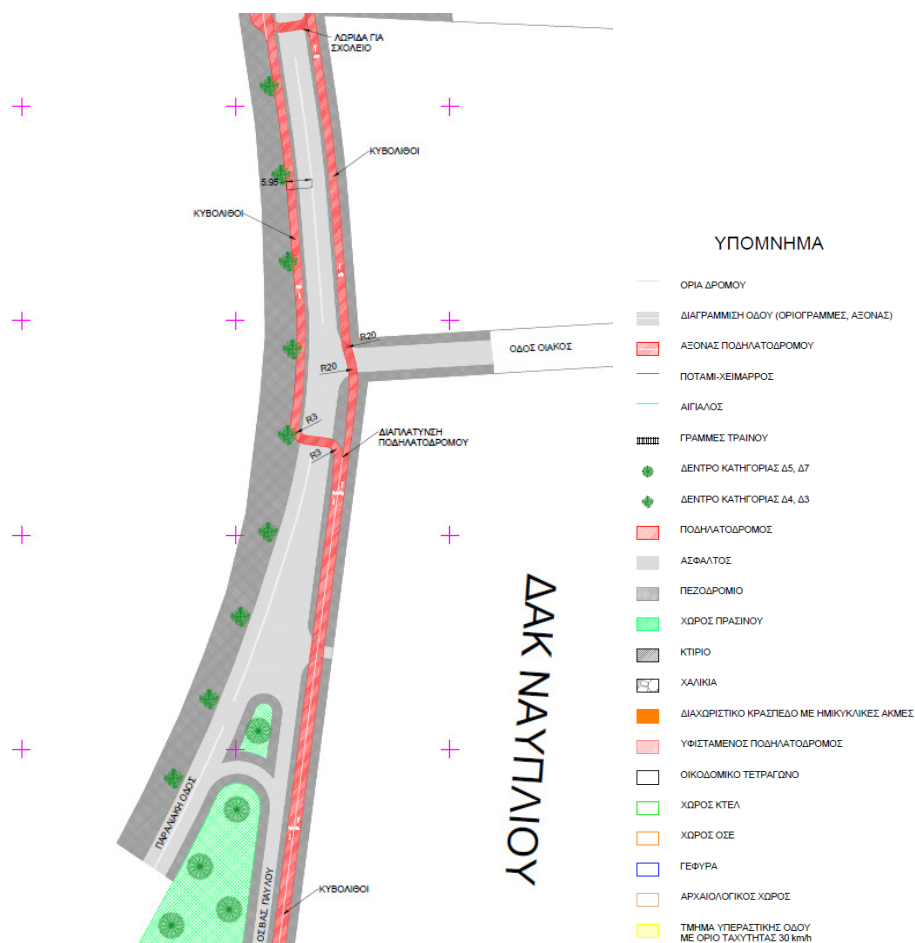 ΛΩΡΙΔΑ ΓΙΑ
ΣΧΟΛΕΙΟ
ΚΥΒΟΛΙΘΟΙ
5.95
ΚΥΒΟΛΙΘΟΙ
R20
ΟΔΟΣ ΟΙΑΚΟΣ
R20
R3
ΔΙΑΠΛΑΤΥΝΣΗ
ΠΟΔΗΛΑΤΟΔΡΟΜΟΥ
R3
ΔΑΚ ΝΑΥΠΛΙΟΥ
ΠΑΡΑΛΙΑΚΗ ΟΔΟΣ
ΟΣ ΒΑΣ. ΠΑΥΛΟΥ
ΚΥΒΟΛΙΘΟΙ
ΥΠΟΜΝΗΜΑ
ΟΡΙΑ ΔΡΟΜΟΥ
ΔΙΑΓΡΑΜΜΙΣΗ ΟΔΟΥ (ΟΡΙΟΓΡΑΜΜΕΣ, ΑΞΟΝΑΣ)
ΑΞΟΝΑΣ ΠΟΔΗΛΑΤΟΔΡΟΜΟΥ
ΠΟΤΑΜΙ-ΧΕΙΜΑΡΡΟΣ
ΑΙΓΙΑΛΟΣ
ΓΡΑΜΜΕΣ ΤΡΑΙΝΟΥ
ΔΕΝΤΡΟ ΚΑΤΗΓΟΡΙΑΣ Δ5, Δ7
ΔΕΝΤΡΟ ΚΑΤΗΓΟΡΙΑΣ Δ4, Δ3
ΠΟΔΗΛΑΤΟΔΡΟΜΟΣ
ΑΣΦΑΛΤΟΣ
ΠΕΖΟΔΡΟΜΙΟ
ΧΩΡΟΣ ΠΡΑΣΙΝΟΥ
ΚΤΙΡΙΟ
ΧΑΛΙΚΙΑ
ΔΙΑΧΩΡΙΣΤΙΚΟ ΚΡΑΣΠΕΔΟ ΜΕ ΗΜΙΚΥΚΛΙΚΕΣ ΑΚΜΕΣ
ΥΦΙΣΤΑΜΕΝΟΣ ΠΟΔΗΛΑΤΟΔΡΟΜΟΣ
ΟΙΚΟΔΟΜΙΚΟ ΤΕΤΡΑΓΩΝΟ
ΧΩΡΟΣ ΚΤΕΛ
ΧΩΡΟΣ ΟΣΕ
ΓΕΦΥΡΑ
ΑΡΧΑΙΟΛΟΓΙΚΟΣ ΧΩΡΟΣ
ΤΜΗΜΑ ΥΠΕΡΑΣΤΙΚΗΣ ΟΔΟΥ
ΜΕ ΟΡΙΟ ΤΑΧΥΤΗΤΑΣ 30 km/h